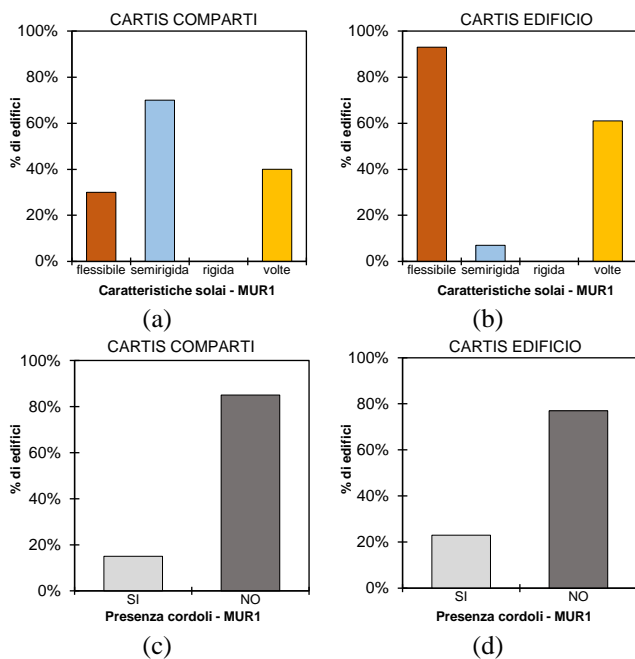 CARTIS COMPARTI
100%
80%
60%
40%
20%
0%
% di edifici
flessibile semirigida rigida volte
Caratteristiche solai - MUR1
(a)
CARTIS EDIFICIO
100%
80%
60%
40%
20%
0%
% di edifici
flessibile semirigida rigida volte
Caratteristiche solai - MUR1
(b)
CARTIS COMPARTI
100%
80%
60%
40%
20%
0%
% di edifici
SI NO
Presenza cordoli - MUR1
(c)
CARTIS EDIFICIO
100%
80%
60%
40%
20%
0%
% di edifici
SI NO
Presenza cordoli - MUR1
(d)